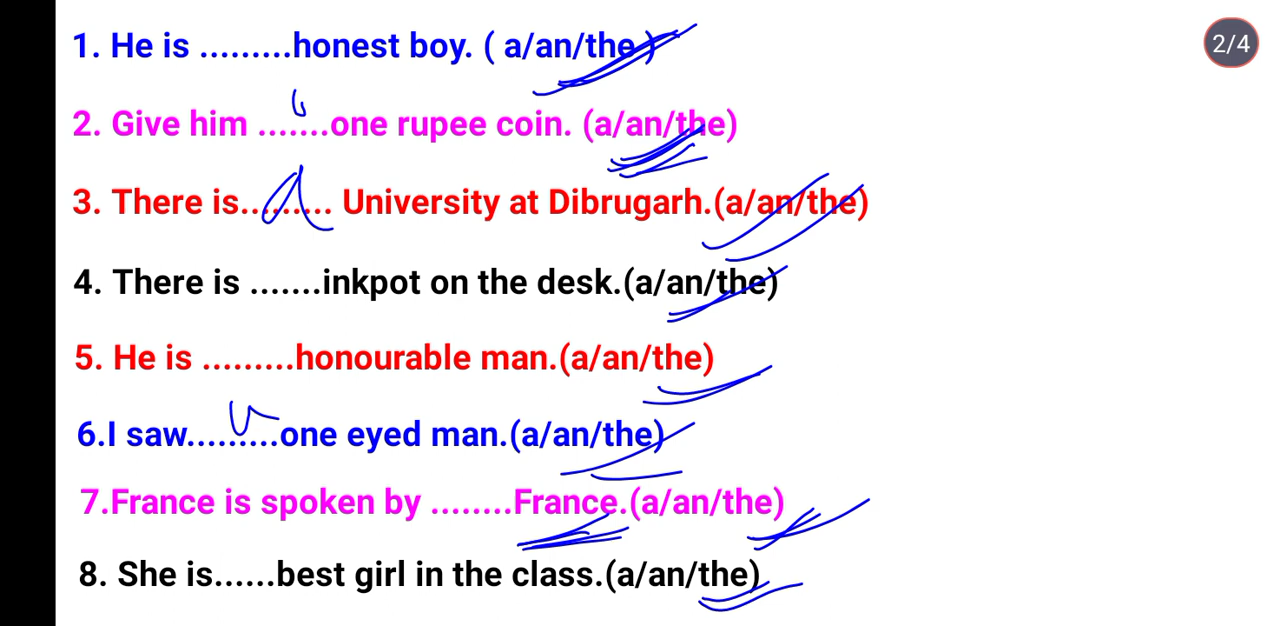 1. He is .........honest boy. ( a/an/the )
2/4
2. Give him .......one rupee coin. (a/an/the)
3. There is......... University at Dibrugarh.(a/an/the)
4. There is .......inkpot on the desk.(a/an/the)
5. He is .........honourable man.(a/an/the)
6.I saw.........one eyed man.(a/an/the)
7.France is spoken by ........France.(a/an/the)
8. She is......best girl in the class.(a/an/the)